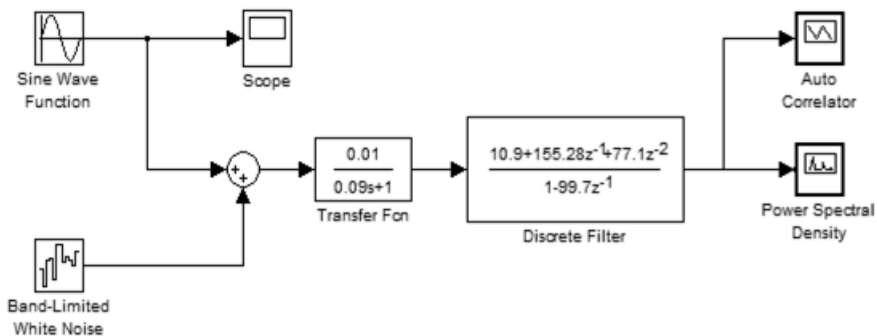 Sine Wave
Function
Scope
Auto
Correlator
++
0.01
0.09s+1
Transfer Fcn
10.9+155.28z⁻¹+77.1z⁻²
1-99.7z⁻¹
Discrete Filter
Power Spectral
Density
Band-Limited
White Noise